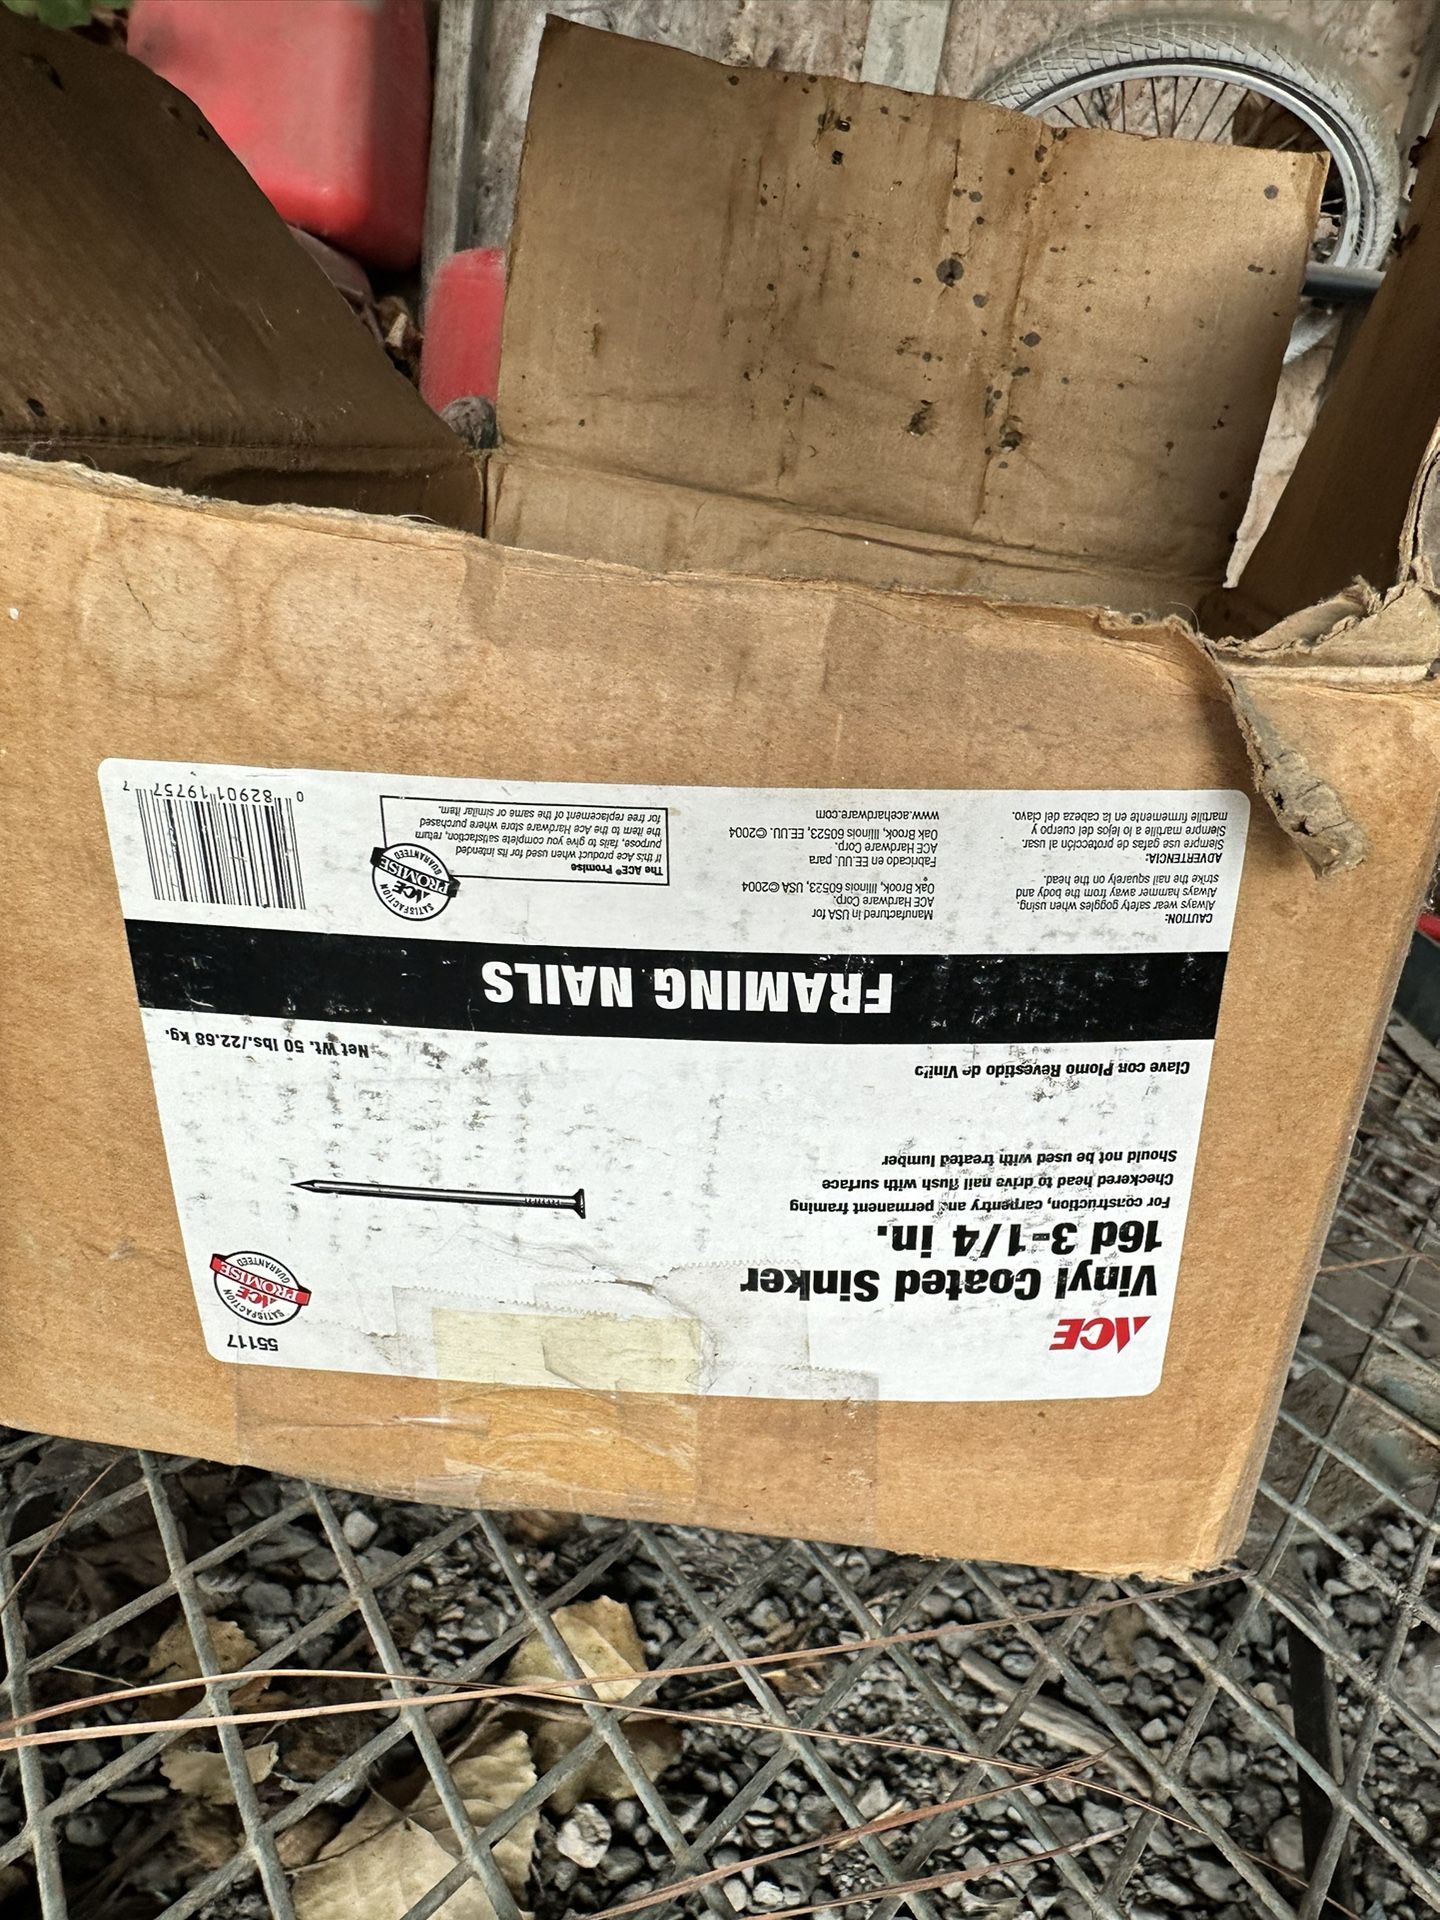 ACE
55117
Vinyl Coated Sinker
16d 3-1/4 in.
For construction, carpentry and permanent framing
Checkered head to drive nail flush with surface
Should not be used with treated lumber
SATISFACTION
ACE
PROMISE
GUARANTEED
Clave con Plomo Revestido de Vinilo
Net Wt. 50 lbs./22.68 kg.
FRAMING NAILS
CAUTION:
Always wear safety goggles when using.
Always hammer away from the body and
strike the nail squarely on the head.
ADVERTENCIA:
Siempre use gafas de protección al usar.
Siempre martille a lo lejos del cuerpo y
martille firmemente en la cabeza del clavo.
Manufactured in USA for
ACE Hardware Corp.
Oak Brook, Illinois 60523, USA ©2004
Fabricado en EE.UU. para
ACE Hardware Corp.
Oak Brook, Illinois 60523, EE.UU. ©2004
www.acehardware.com
SATISFACTION
ACE
PROMISE
GUARANTEED
The ACE® Promise
If this Ace product when used for its intended
purpose, fails to give you complete satisfaction, return
the item to the Ace Hardware store where purchased
for free replacement of the same or similar item.
0 82901 19757 7